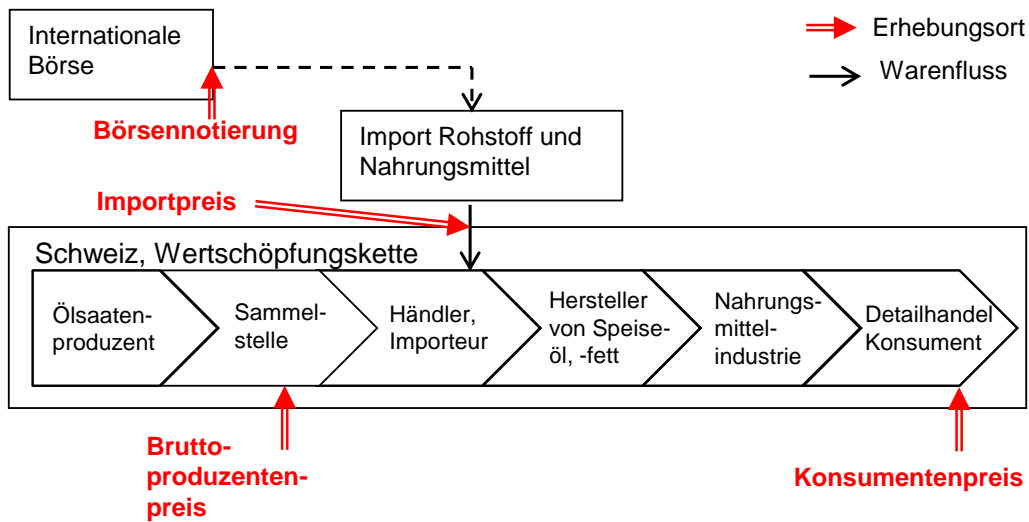 Internationale
Börse
Erhebungsort
Warenfluss
Börsennotierung
Import Rohstoff und
Nahrungsmittel
Importpreis
Schweiz, Wertschöpfungskette
Ölsaaten-
produzent
Sammel-
stelle
Händler,
Importeur
Hersteller
von Speise-
öl, -fett
Nahrungs-
mittel-
industrie
Detailhandel
Konsument
Brutto-
produzenten-
preis
Konsumentenpreis